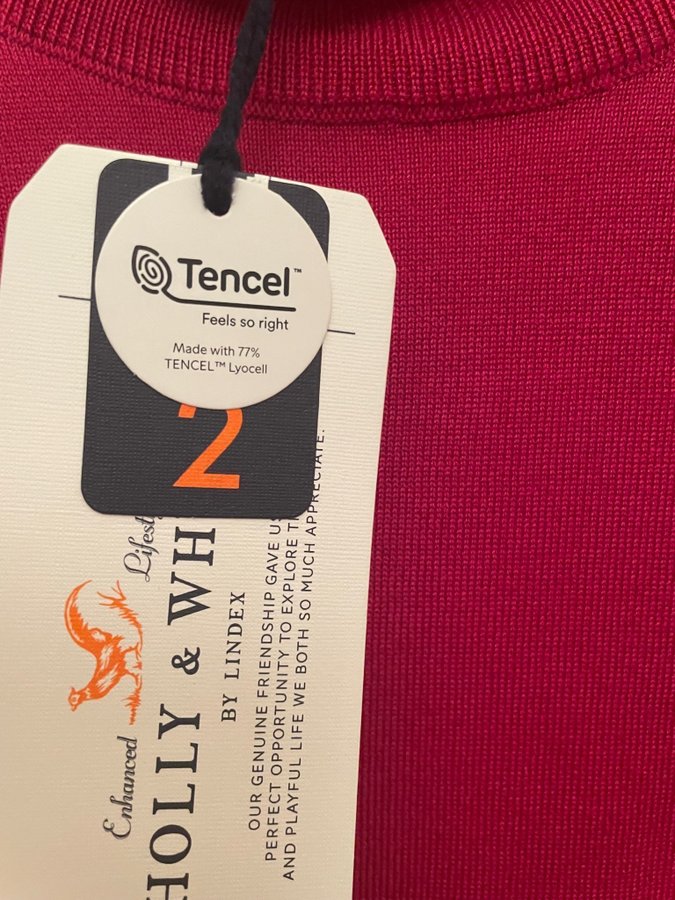 Tencel™
Feels so right
Made with 77%
TENCEL™ Lyocell
2
Enhanced
HOLLY & WH
BY LINDEX
OUR GENUINE FRIENDSHIP GAVE US
PERFECT OPPORTUNITY TO EXPLORE
AND PLAYFUL LIFE WE BOTH SO MUCH APPRECIATE.